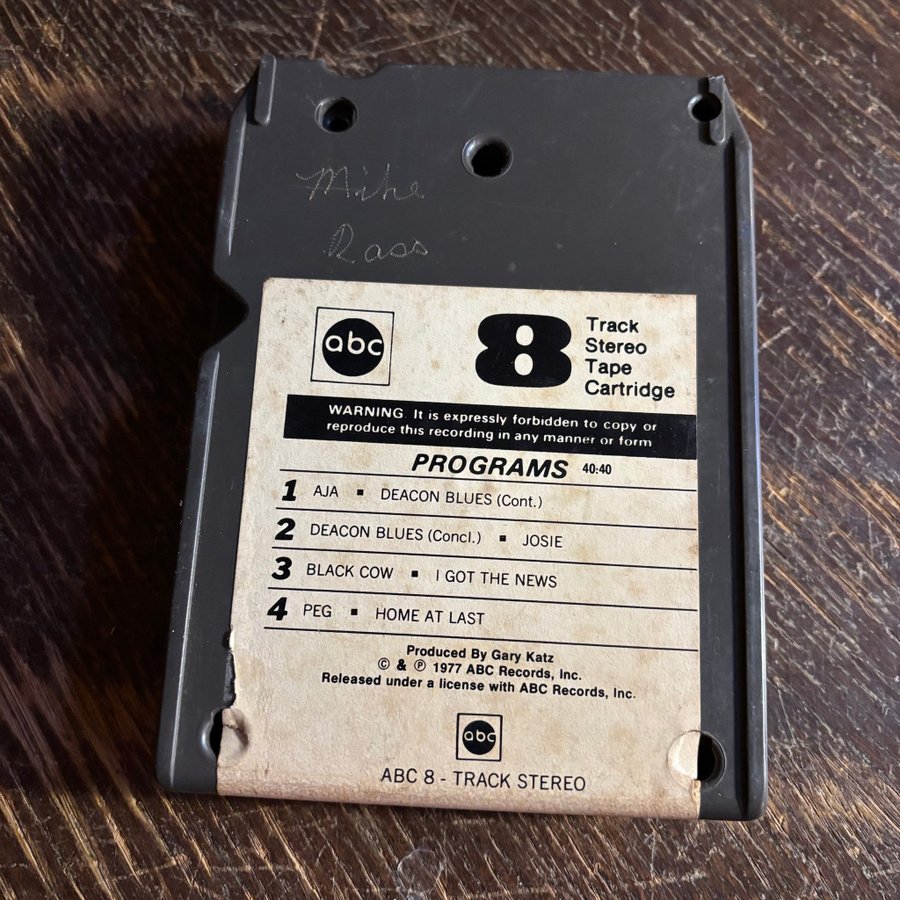 Mike
Rass
abc
8 Track
Stereo
Tape
Cartridge
WARNING It is expressly forbidden to copy or
reproduce this recording in any manner or form
PROGRAMS 40:40
1 AJA ▪ DEACON BLUES (Cont.)
2 DEACON BLUES (Concl.) ▪ JOSIE
3 BLACK COW ▪ I GOT THE NEWS
4 PEG ▪ HOME AT LAST
Produced By Gary Katz
© & ℗ 1977 ABC Records, Inc.
Released under a license with ABC Records, Inc.
abc
ABC 8 - TRACK STEREO